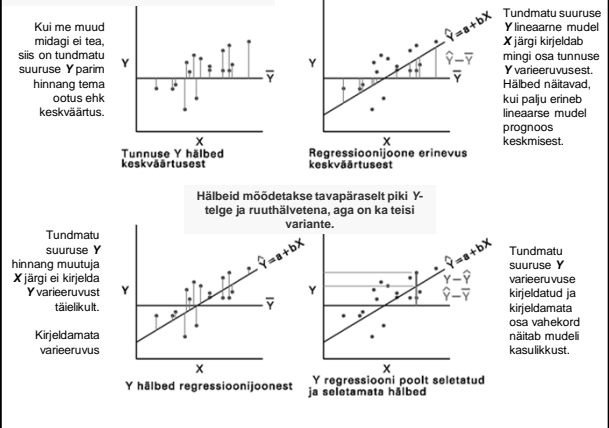 Kui me muud
midagi ei tea,
siis on tundmatu
suuruse Y parim
hinnang tema
ootus ehk
keskväärtus.
Y
Y̅
X
Tunnuse Y hälbed
keskväärtusest
Ŷ=a+bX
Ŷ–Y̅
Y
Y̅
X
Regressioonijoone erinevus
keskväärtusest
Tundmatu suuruse
Y lineaarne mudel
X järgi kirjeldab
mingi osa tunnuse
Y varieeruvusest.
Hälbed näitavad,
kui palju erineb
lineaarse mudel
prognoos
keskmisest.
Hälbeid mõõdetakse tavapäraselt piki Y-
telge ja ruuthälvetena, aga on ka teisi
variante.
Tundmatu
suuruse Y
hinnang muutuja
X järgi ei kirjelda
Y varieeruvust
täielikult.
Kirjeldamata
varieeruvus
Ŷ=a+bX
Y
Y̅
X
Y hälbed regressioonijoonest
Ŷ=a+bX
Y–Ŷ
Ŷ–Y̅
Y
X
Y regressiooni poolt seletatud
ja seletamata hälbed
Tundmatu
suuruse Y
varieeruvuse
kirjeldatud ja
kirjeldamata
osa vahekord
näitab mudeli
kasulikkust.